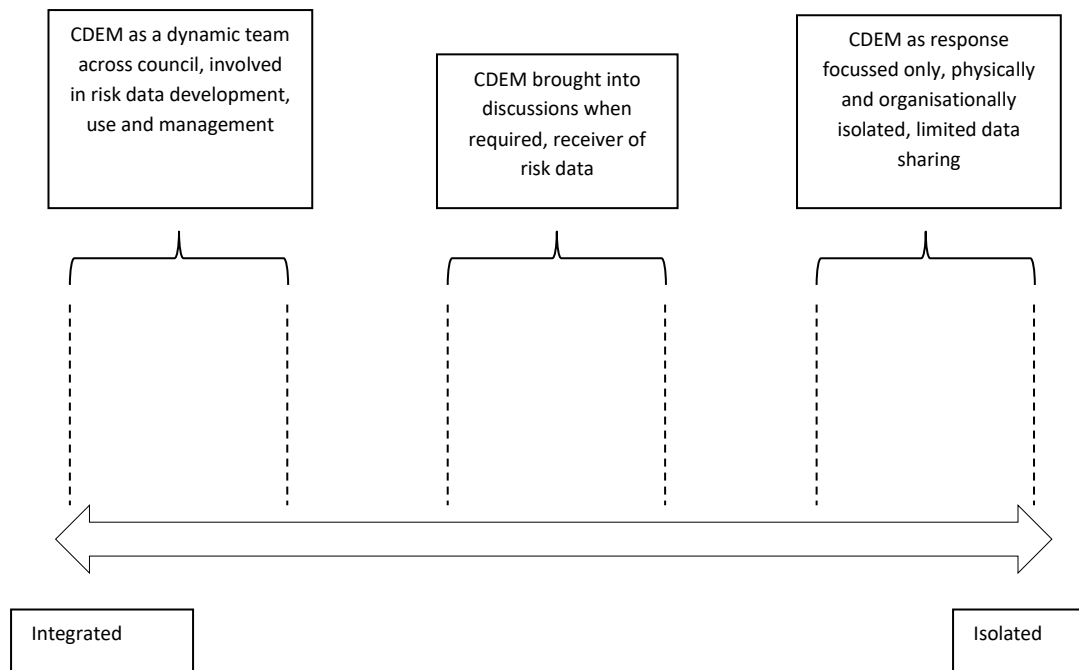 CDEM as a dynamic team
across council, involved
in risk data development,
use and management
CDEM brought into
discussions when
required, receiver of
risk data
CDEM as response
focussed only, physically
and organisationally
isolated, limited data
sharing
Integrated
Isolated